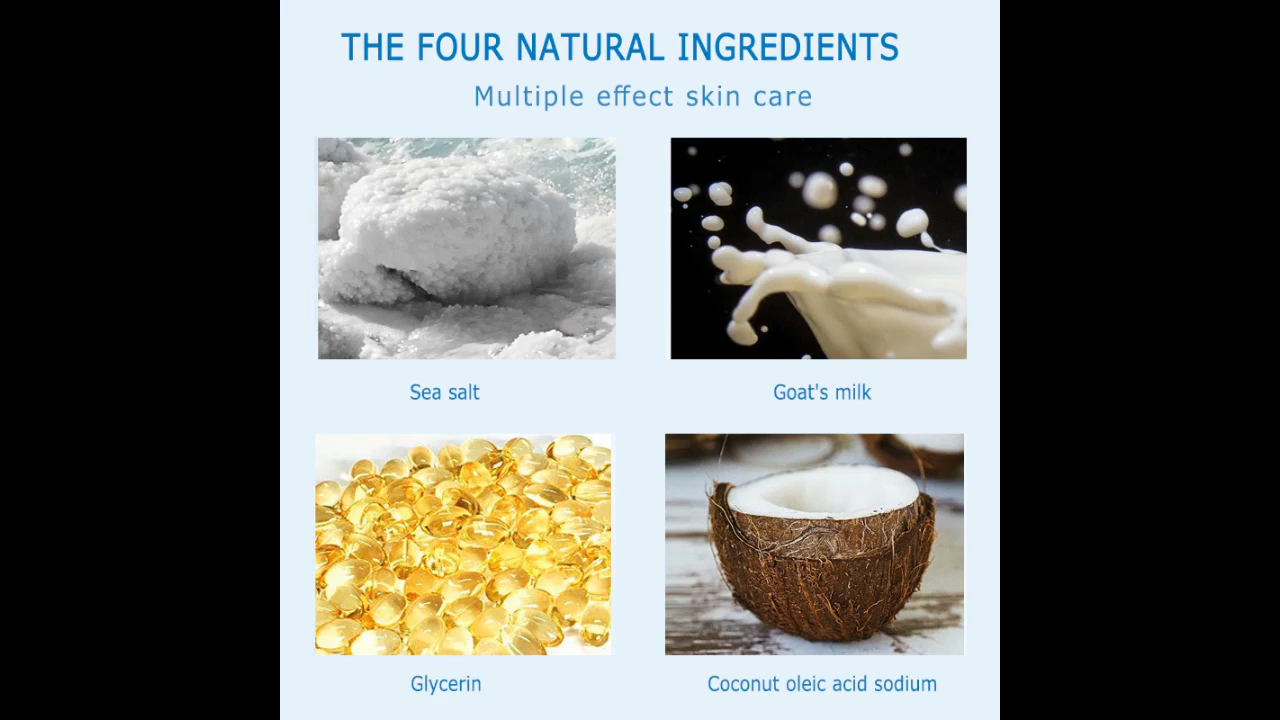 THE FOUR NATURAL INGREDIENTS
Multiple effect skin care
Sea salt
Goat's milk
Glycerin
Coconut oleic acid sodium